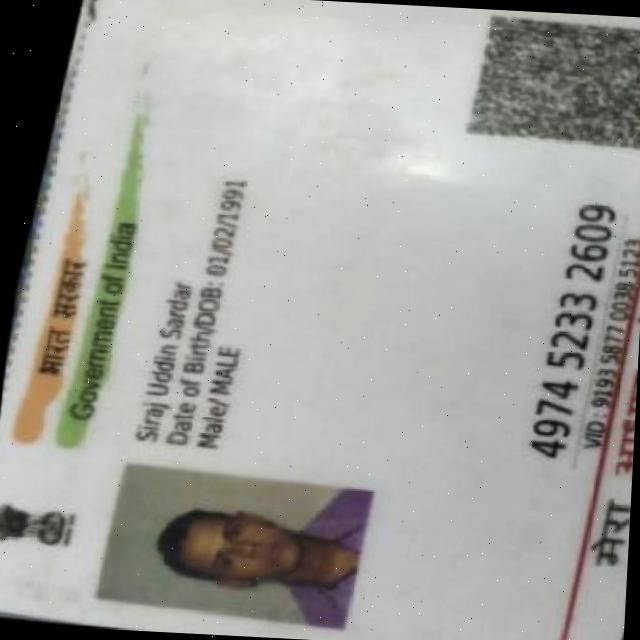 भारत सरकार
Government of India
Siraj Uddin Sardar
Date of Birth/DOB: 01/02/1991
Male/ MALE
4974 5233 2609
VID : 9193 5877 0038 5123
मेरा